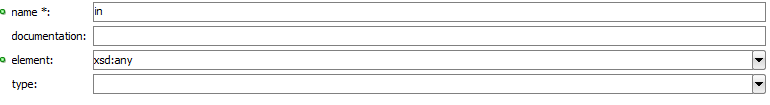 name *: in
documentation:
element: xsd:any
type: